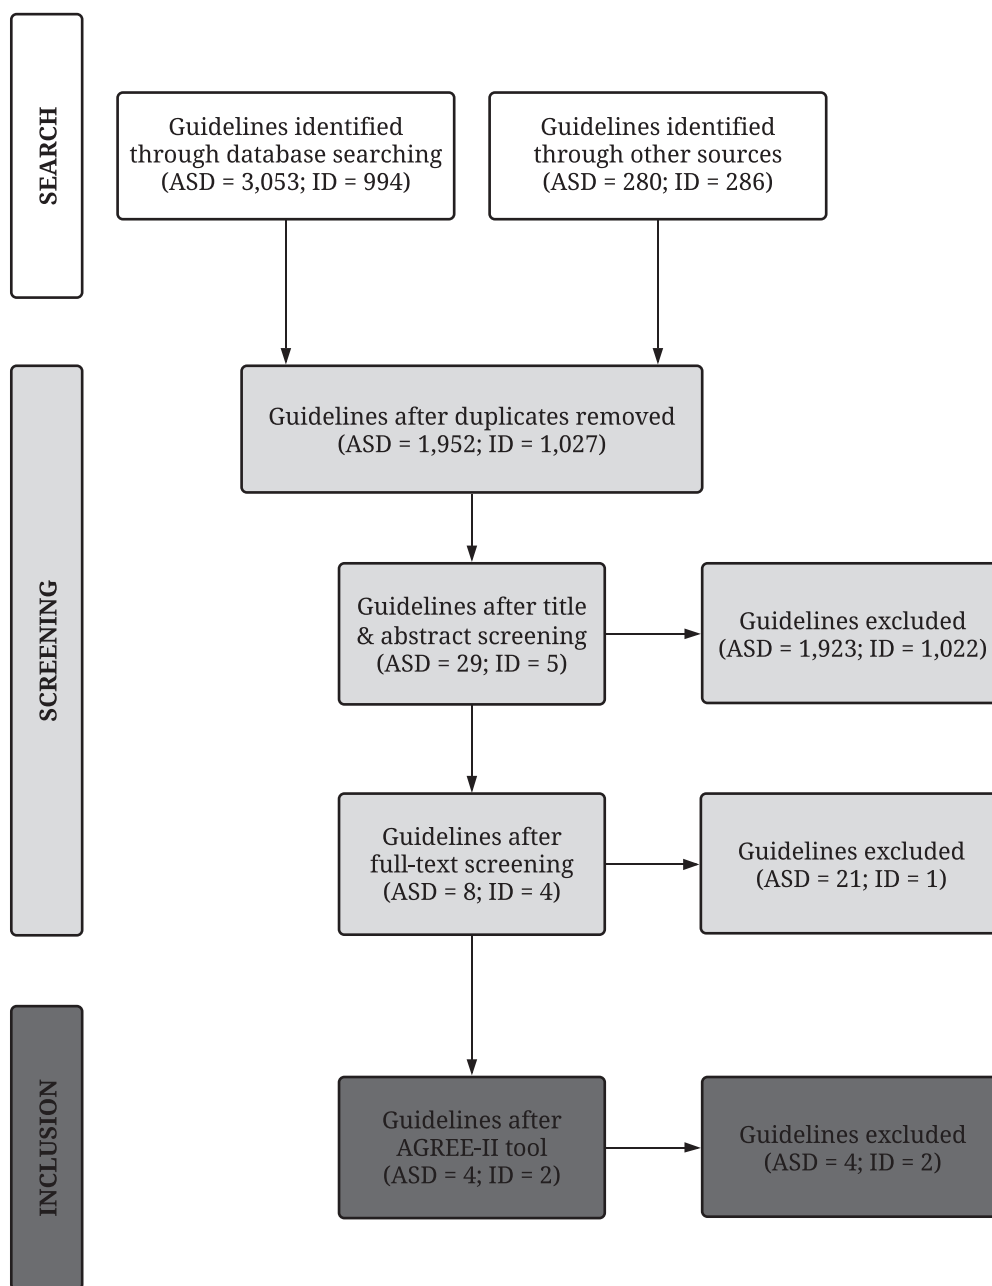 SEARCH
Guidelines identified
through database searching
(ASD = 3,053; ID = 994)
Guidelines identified
through other sources
(ASD = 280; ID = 286)
SCREENING
Guidelines after duplicates removed
(ASD = 1,952; ID = 1,027)
Guidelines after title
& abstract screening
(ASD = 29; ID = 5)
Guidelines excluded
(ASD = 1,923; ID = 1,022)
Guidelines after
full-text screening
(ASD = 8; ID = 4)
Guidelines excluded
(ASD = 21; ID = 1)
INCLUSION
Guidelines after
AGREE-II tool
(ASD = 4; ID = 2)
Guidelines excluded
(ASD = 4; ID = 2)